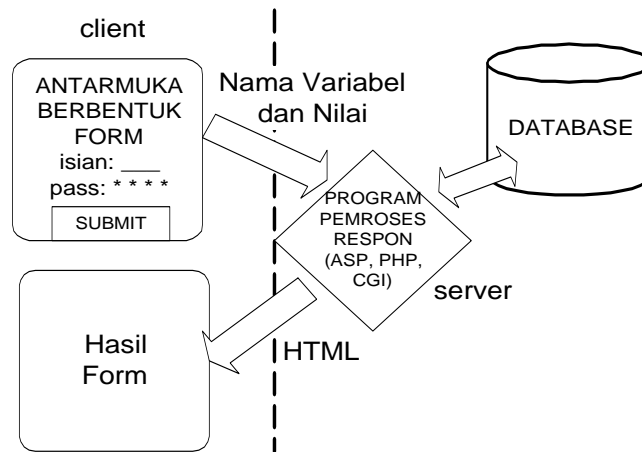 client
ANTARMUKA
BERBENTUK
FORM
isian: ___
pass: * * * *
SUBMIT
Nama Variabel
dan Nilai
DATABASE
PROGRAM
PEMROSES
RESPON
(ASP, PHP,
CGI)
server
Hasil
Form
HTML